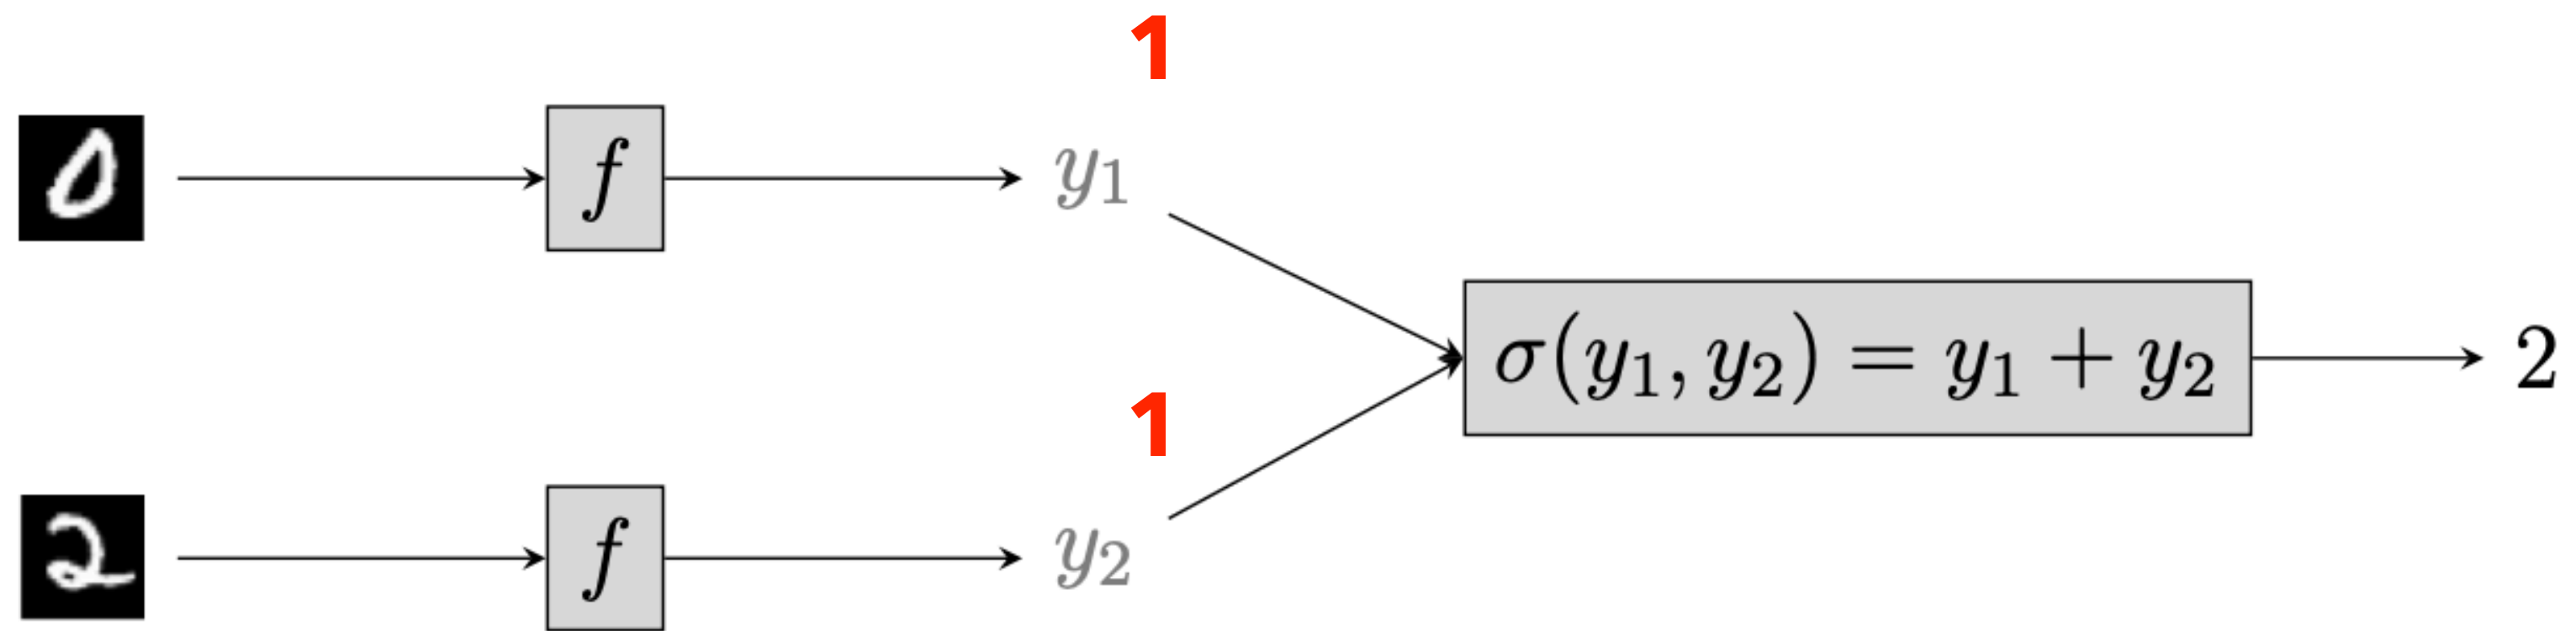 1
0 f y₁
σ(y₁, y₂) = y₁ + y₂ 2
1
2 f y₂